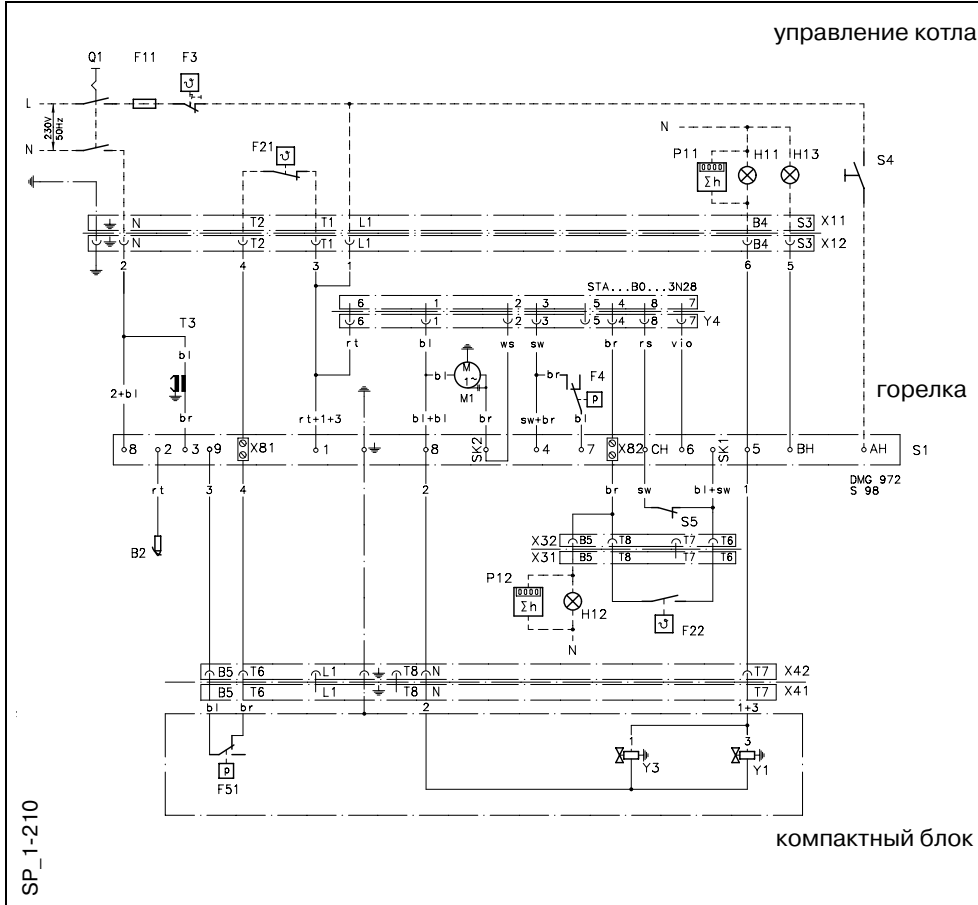 управление котла
Q1 F11 F3
L
230V
50Hz
N
F21
N
P11 H11 H13
S4
0000
Σh
N T2 T1 L1 B4 S3 X11
N T2 T1 L1 B4 S3 X12
2 4 3 1 6 5
STA...BO...3N28
6 1 2 3 5 4 8 7
6 1 2 3 5 4 8 7 Y4
rt bl ws sw br rs vio
T3
bl
bl
M
1~
M1
br
F4
P
горелка
2+bl br rt+1+3 bl+bl br sw+br bl
8 2 3 9 X81 1 8 SK2 4 7 X82 CH 6 SK1 5 BH AH S1
DMG 972
S 98
rt 3 4 2 br sw bl+sw 1
S5
B2
X32 B5 T8 T7 T6
X31 B5 T8 T7 T6
P12
0000
Σh
H12
N
F22
B5 T6 L1 T8 N T7 X42
B5 T6 L1 T8 N T7 X41
bl br 2 1+3
1 3
Y3 Y1
P
F51
компактный блок
SP_1-210